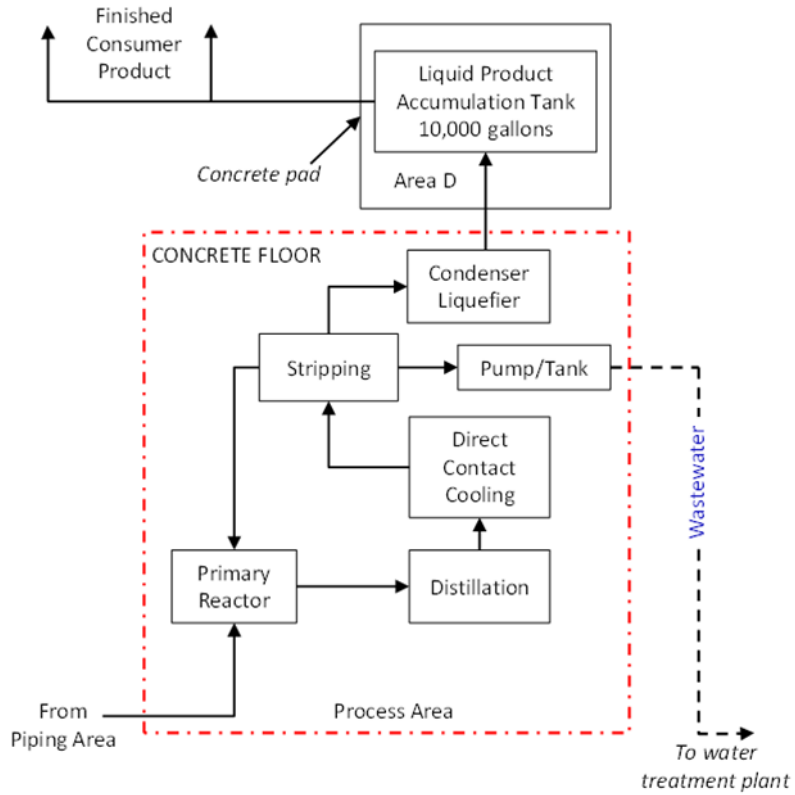 Finished
Consumer
Product
Liquid Product
Accumulation Tank
10,000 gallons
Concrete pad
Area D
CONCRETE FLOOR
Condenser
Liquefier
Stripping
Pump/Tank
Direct
Contact
Cooling
Wastewater
Primary
Reactor
Distillation
From
Piping Area
Process Area
To water
treatment plant